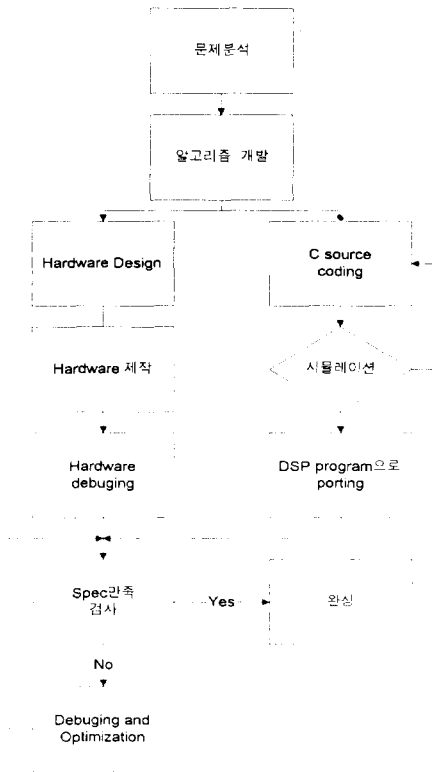 문제분석
알고리즘 개발
Hardware Design
C source
coding
Hardware 제작
시뮬레이션
Hardware
debuging
DSP program으로
porting
Spec만족
검사
Yes
완성
No
Debuging and
Optimization